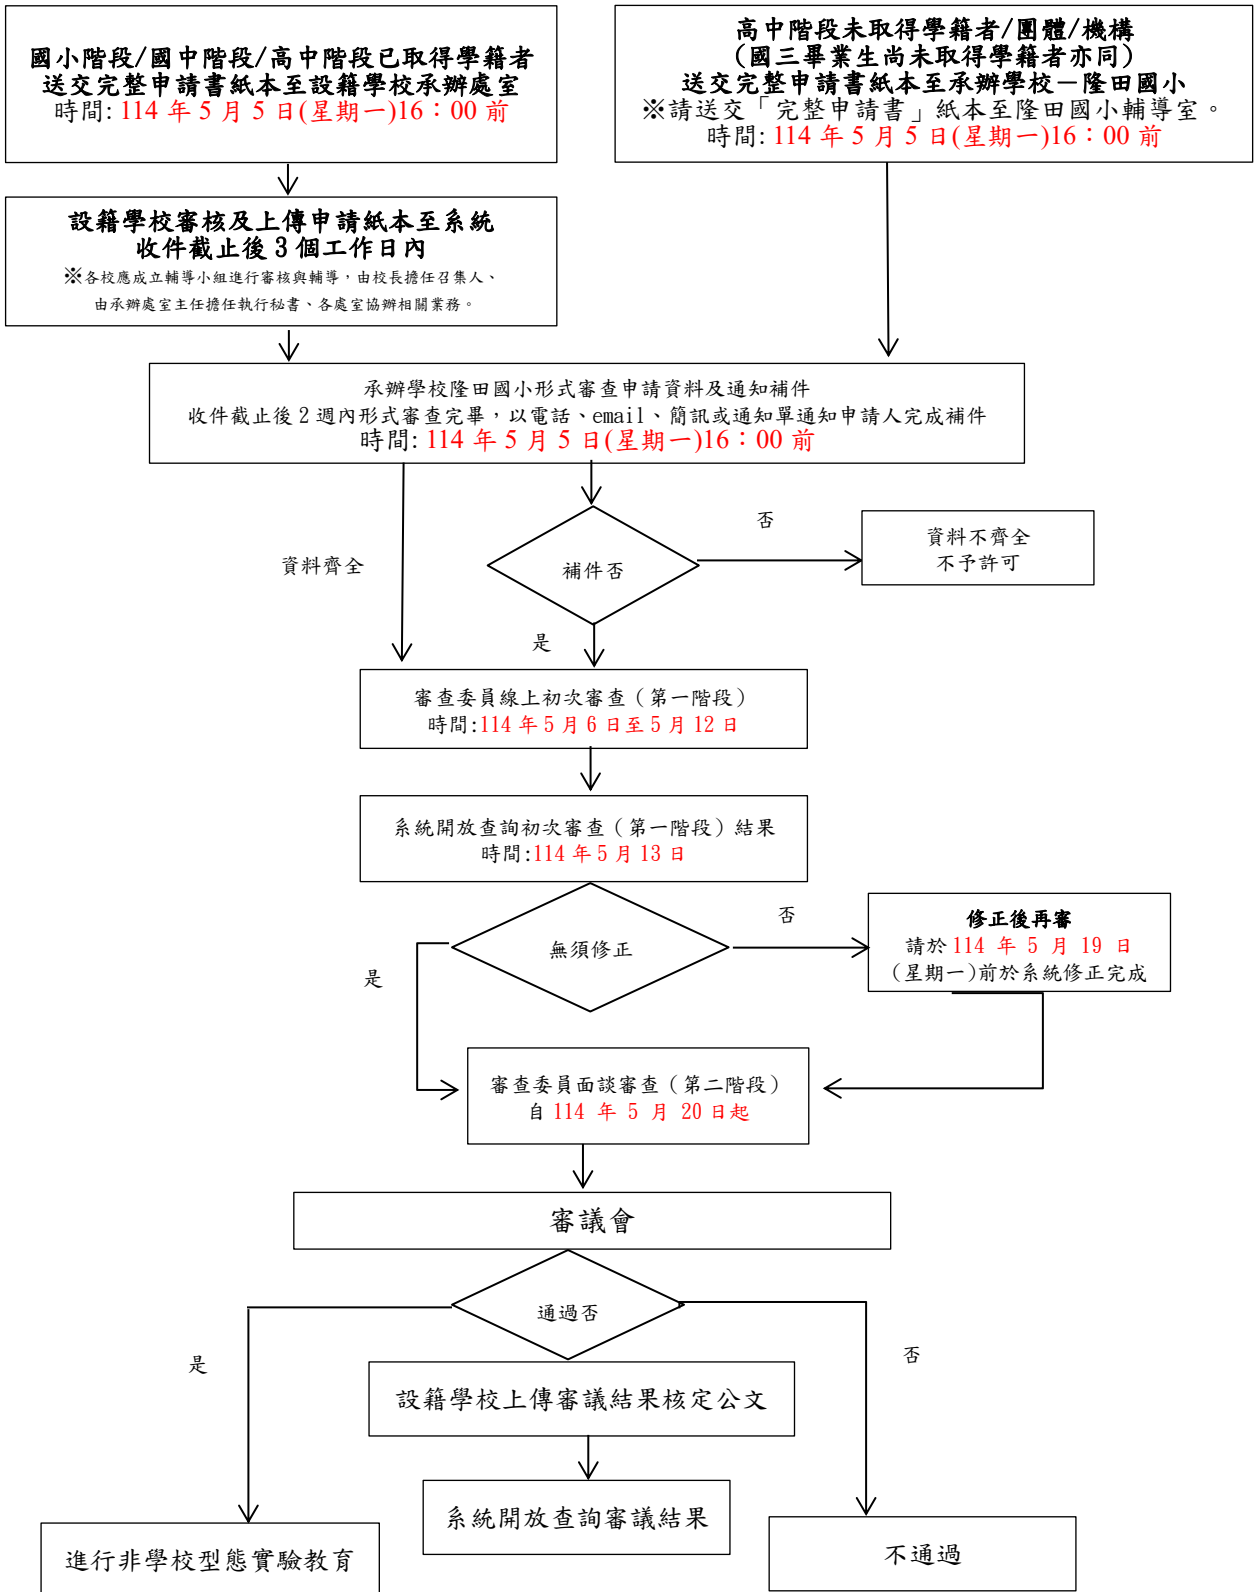 國小階段/國中階段/高中階段已取得學籍者
送交完整申請書紙本至設籍學校承辦處室
時間: 114 年 5 月 5 日(星期一)16：00 前
高中階段未取得學籍者/團體/機構
(國三畢業生尚未取得學籍者亦同)
送交完整申請書紙本至承辦學校－隆田國小
※請送交「完整申請書」紙本至隆田國小輔導室。
時間: 114 年 5 月 5 日(星期一)16：00 前
設籍學校審核及上傳申請紙本至系統
收件截止後 3 個工作日內
※各校應成立輔導小組進行審核與輔導，由校長擔任召集人、
由承辦處室主任擔任執行秘書、各處室協辦相關業務。
承辦學校隆田國小形式審查申請資料及通知補件
收件截止後 2 週內形式審查完畢，以電話、email、簡訊或通知單通知申請人完成補件
時間: 114 年 5 月 5 日(星期一)16：00 前
資料齊全
補件否
否
資料不齊全
不予許可
是
審查委員線上初次審查（第一階段）
時間:114 年 5 月 6 日至 5 月 12 日
系統開放查詢初次審查（第一階段）結果
時間:114 年 5 月 13 日
無須修正
否
是
修正後再審
請於 114 年 5 月 19 日
(星期一)前於系統修正完成
審查委員面談審查（第二階段）
自 114 年 5 月 20 日起
審議會
通過否
是
否
設籍學校上傳審議結果核定公文
系統開放查詢審議結果
進行非學校型態實驗教育
不通過